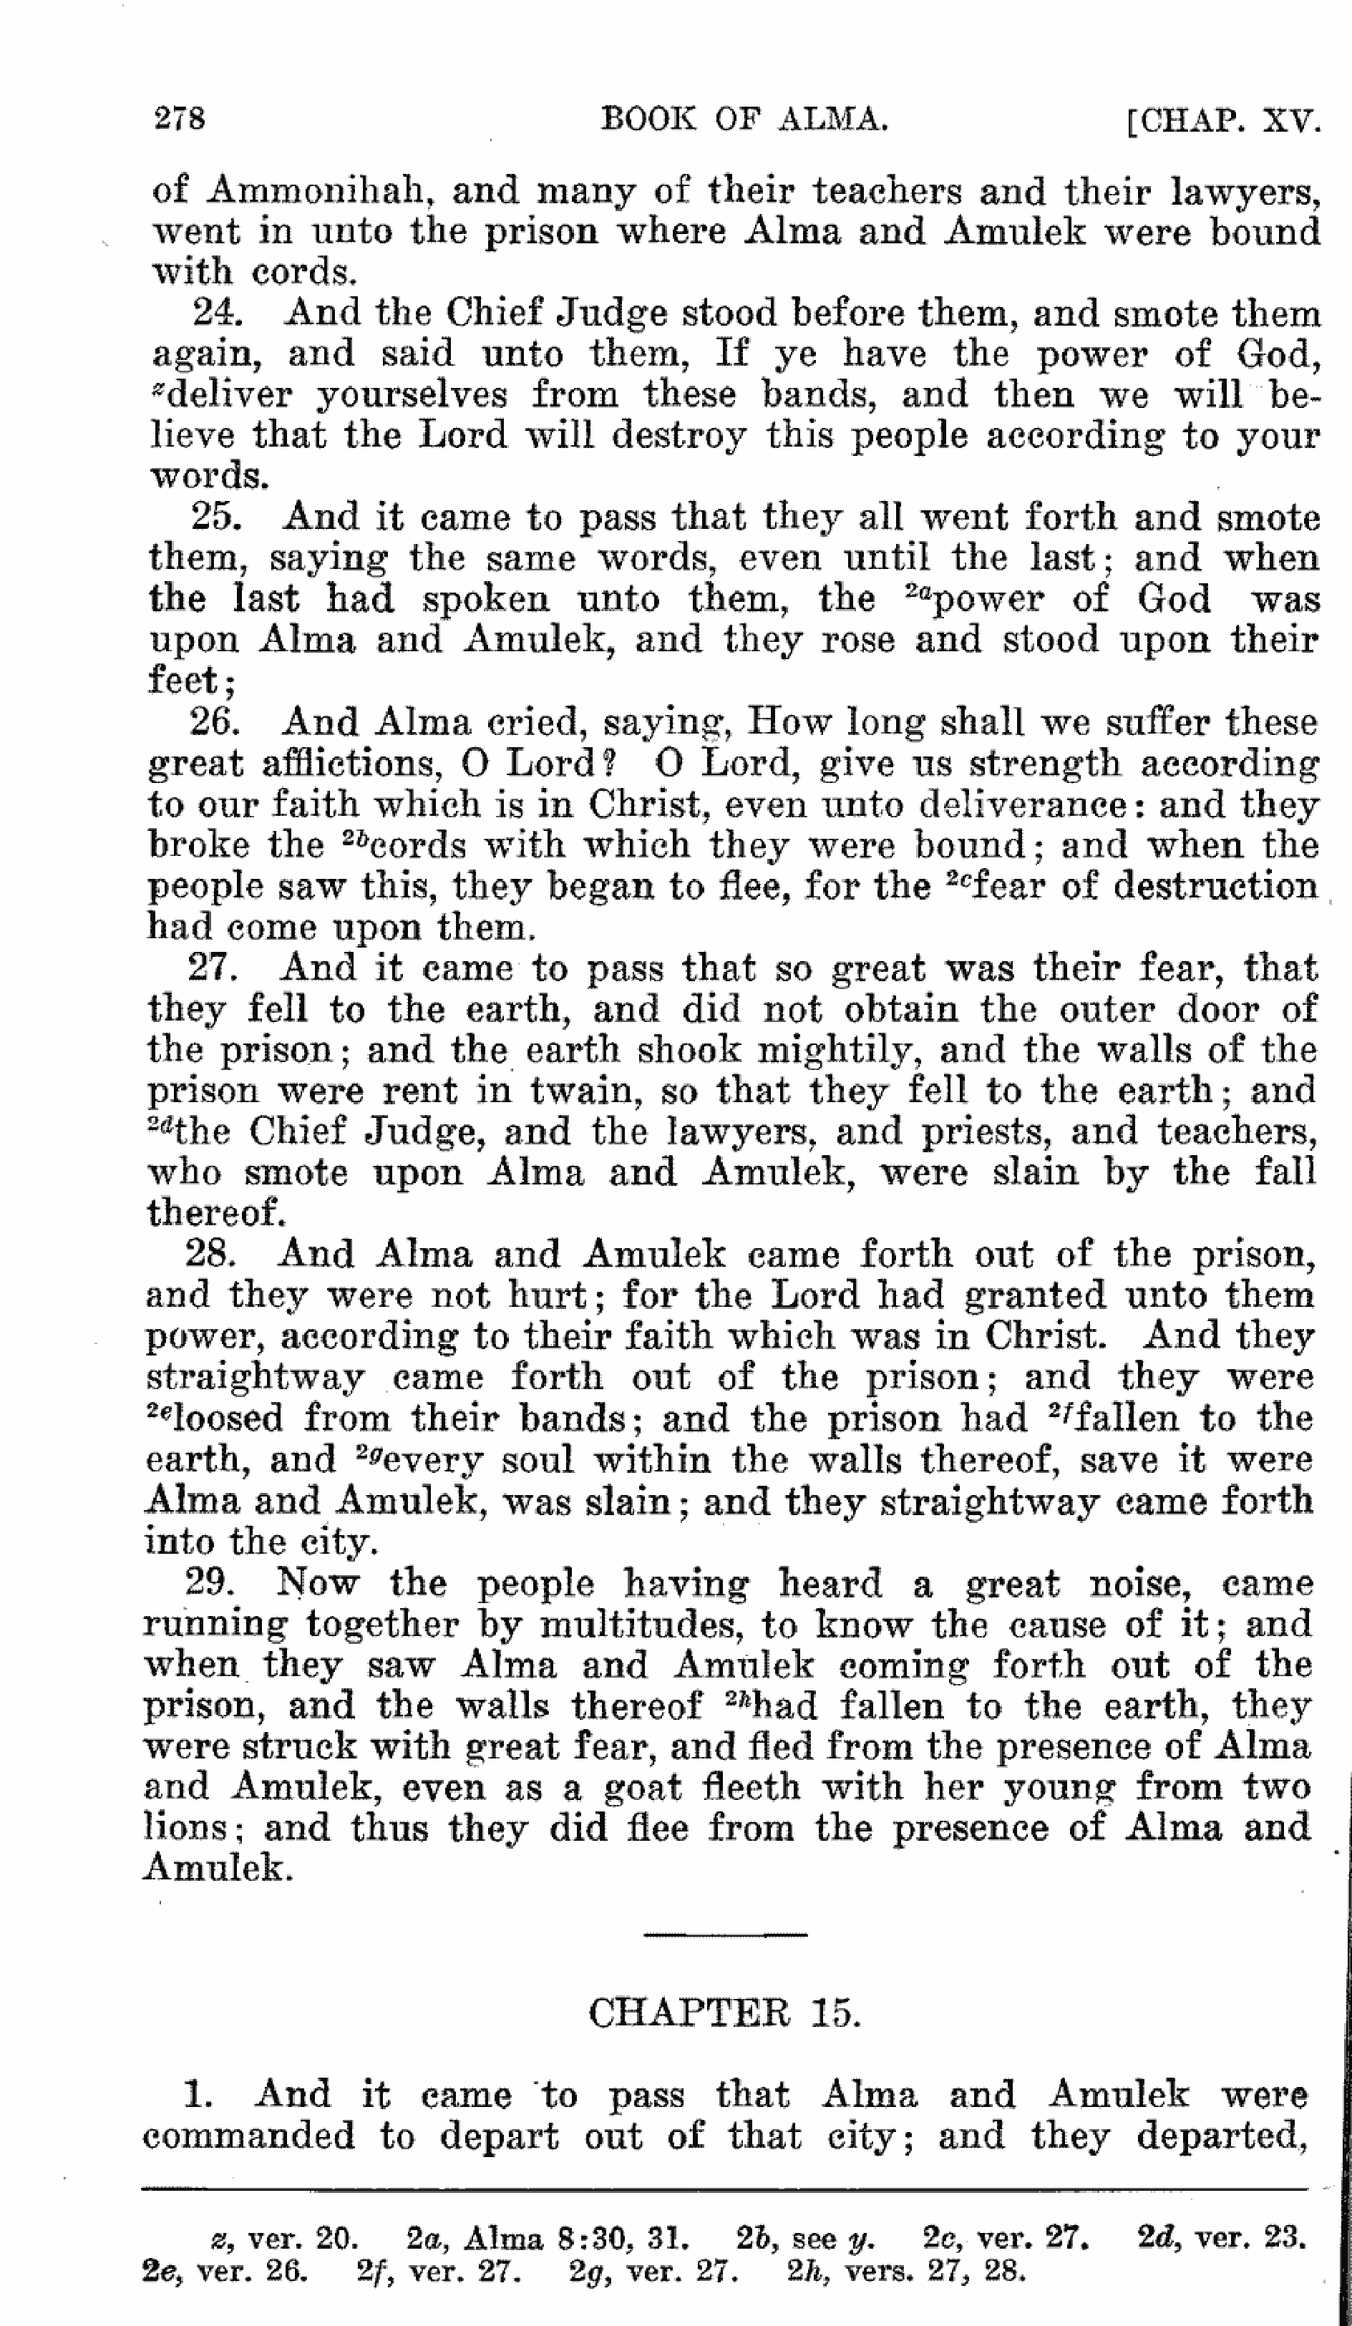 278 BOOK OF ALMA. [CHAP. XV.
of Ammonihah, and many of their teachers and their lawyers,
went in unto the prison where Alma and Amulek were bound
with cords.
24. And the Chief Judge stood before them, and smote them
again, and said unto them, If ye have the power of God,
zdeliver yourselves from these bands, and then we will be-
lieve that the Lord will destroy this people according to your
words.
25. And it came to pass that they all went forth and smote
them, saying the same words, even until the last; and when
the last had spoken unto them, the 2apower of God was
upon Alma and Amulek, and they rose and stood upon their
feet;
26. And Alma cried, saying, How long shall we suffer these
great afflictions, O Lord? O Lord, give us strength according
to our faith which is in Christ, even unto deliverance: and they
broke the 2bcords with which they were bound; and when the
people saw this, they began to flee, for the 2cfear of destruction
had come upon them.
27. And it came to pass that so great was their fear, that
they fell to the earth, and did not obtain the outer door of
the prison; and the earth shook mightily, and the walls of the
prison were rent in twain, so that they fell to the earth; and
2dthe Chief Judge, and the lawyers, and priests, and teachers,
who smote upon Alma and Amulek, were slain by the fall
thereof.
28. And Alma and Amulek came forth out of the prison,
and they were not hurt; for the Lord had granted unto them
power, according to their faith which was in Christ. And they
straightway came forth out of the prison; and they were
2eloosed from their bands; and the prison had 2ffallen to the
earth, and 2gevery soul within the walls thereof, save it were
Alma and Amulek, was slain; and they straightway came forth
into the city.
29. Now the people having heard a great noise, came
running together by multitudes, to know the cause of it; and
when they saw Alma and Amulek coming forth out of the
prison, and the walls thereof 2hhad fallen to the earth, they
were struck with great fear, and fled from the presence of Alma
and Amulek, even as a goat fleeth with her young from two
lions; and thus they did flee from the presence of Alma and
Amulek.
CHAPTER 15.
1. And it came to pass that Alma and Amulek were
commanded to depart out of that city; and they departed,
z, ver. 20. 2a, Alma 8:30, 31. 2b, see y. 2c, ver. 27. 2d, ver. 23.
2e, ver. 26. 2f, ver. 27. 2g, ver. 27. 2h, vers. 27, 28.